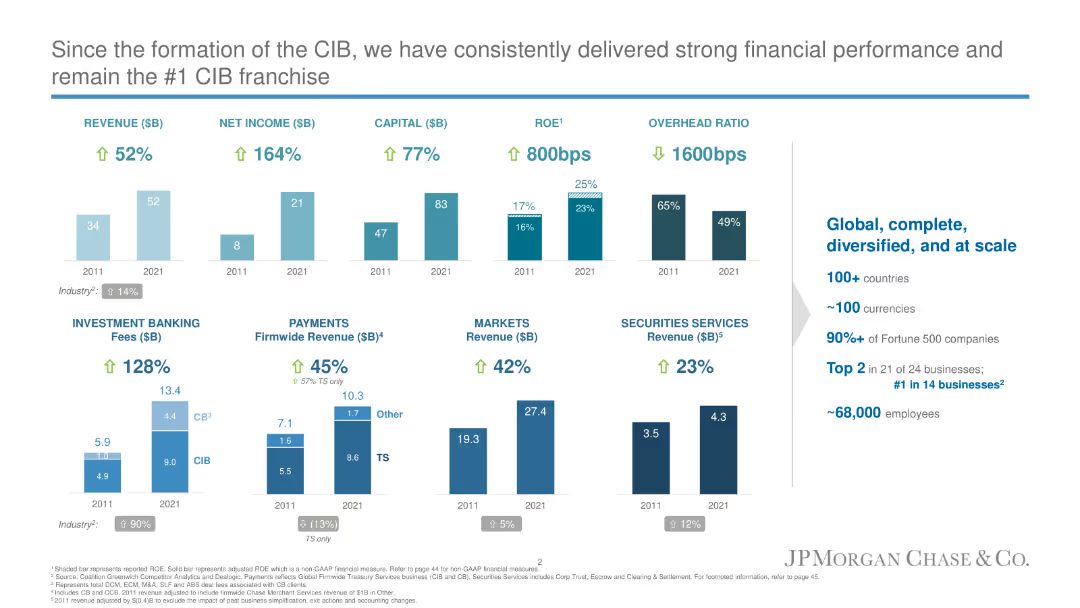 Since the formation of the CIB, we have consistently delivered strong financial performance and
remain the #1 CIB franchise
REVENUE ($B)
52%
34
52
2011
2021
Industry²: 14%
NET INCOME ($B)
164%
8
21
2011
2021
CAPITAL ($B)
77%
47
83
2011
2021
ROE¹
800bps
17%
16%
25%
23%
2011
2021
OVERHEAD RATIO
1600bps
65%
49%
2011
2021
INVESTMENT BANKING
Fees ($B)
128%
5.9
1.0
4.9
13.4
4.4
9.0
CB³
CIB
2011
2021
Industry²: 90%
PAYMENTS
Firmwide Revenue ($B)⁴
45%
57% TS only
7.1
1.6
5.5
10.3
1.7
8.6
Other
TS
2011
2021
(13%)
TS only
MARKETS
Revenue ($B)
42%
19.3
27.4
2011
2021
5%
SECURITIES SERVICES
Revenue ($B)⁵
23%
3.5
4.3
2011
2021
12%
Global, complete,
diversified, and at scale
100+ countries
~100 currencies
90%+ of Fortune 500 companies
Top 2 in 21 of 24 businesses;
#1 in 14 businesses²
~68,000 employees
2
JPMORGAN CHASE & CO.
¹ Shaded bar represents reported ROE. Solid bar represents adjusted ROE which is a non-GAAP financial measure. Refer to page 44 for non-GAAP financial measures
² Source: Coalition Greenwich Competitor Analytics and Dealogic. Payments reflects Global Firmwide Treasury Services business (CIB and CB). Securities Services includes Corp Trust, Escrow and Clearing & Settlement. For footnoted information, refer to page 45.
³ Represents total DCM, ECM, M&A, SLF and ABS deal fees associated with CB clients.
⁴ Includes CB and CCB. 2011 revenue adjusted to include firmwide Chase Merchant Services revenue of $1B in Other.
⁵ 2011 revenue adjusted by $(0.4)B to exclude the impact of past business simplification, exit actions and accounting changes.